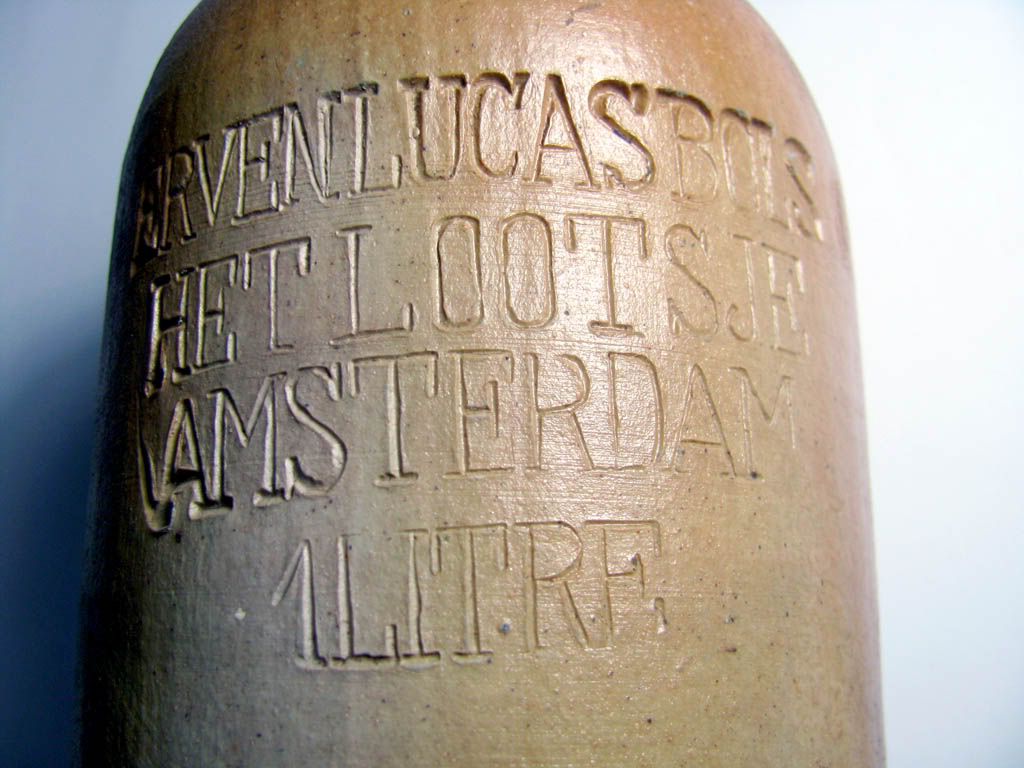 ERVEN LUCAS BOLS.
HET LOOTSJE
AMSTERDAM
1 LITRE.